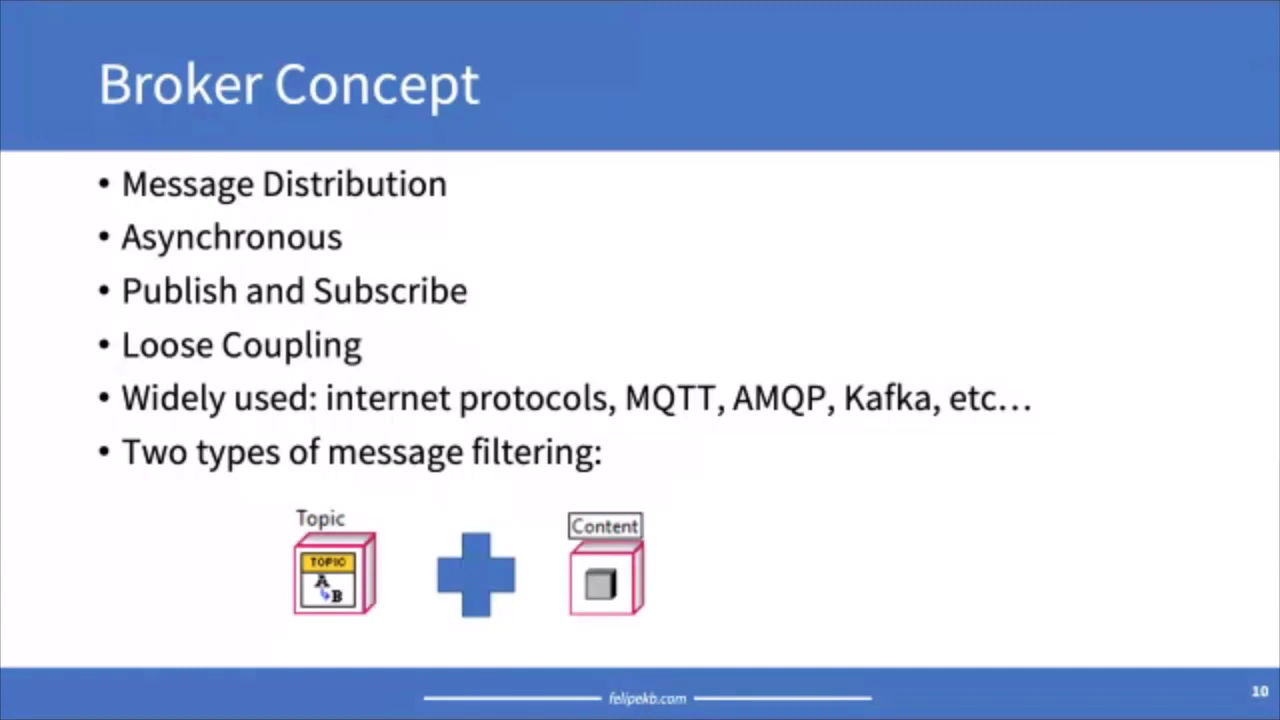 Broker Concept
• Message Distribution
• Asynchronous
• Publish and Subscribe
• Loose Coupling
• Widely used: internet protocols, MQTT, AMQP, Kafka, etc…
• Two types of message filtering:
Topic
Content
TOPIC
A
B
felipekb.com
10